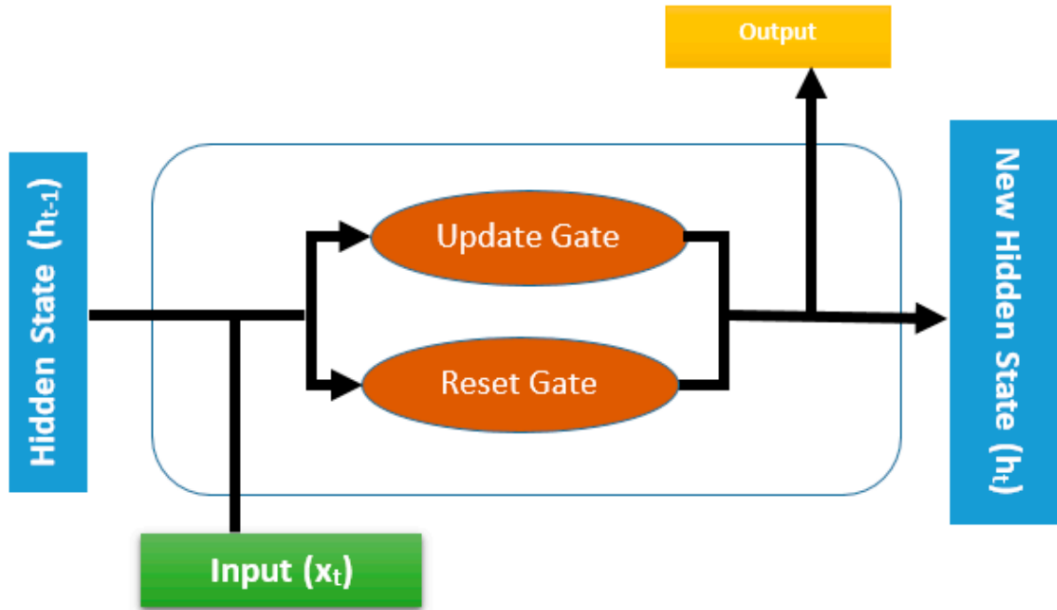 Output
Hidden State (hₜ₋₁)
Update Gate
Reset Gate
New Hidden
State (hₜ)
Input (xₜ)